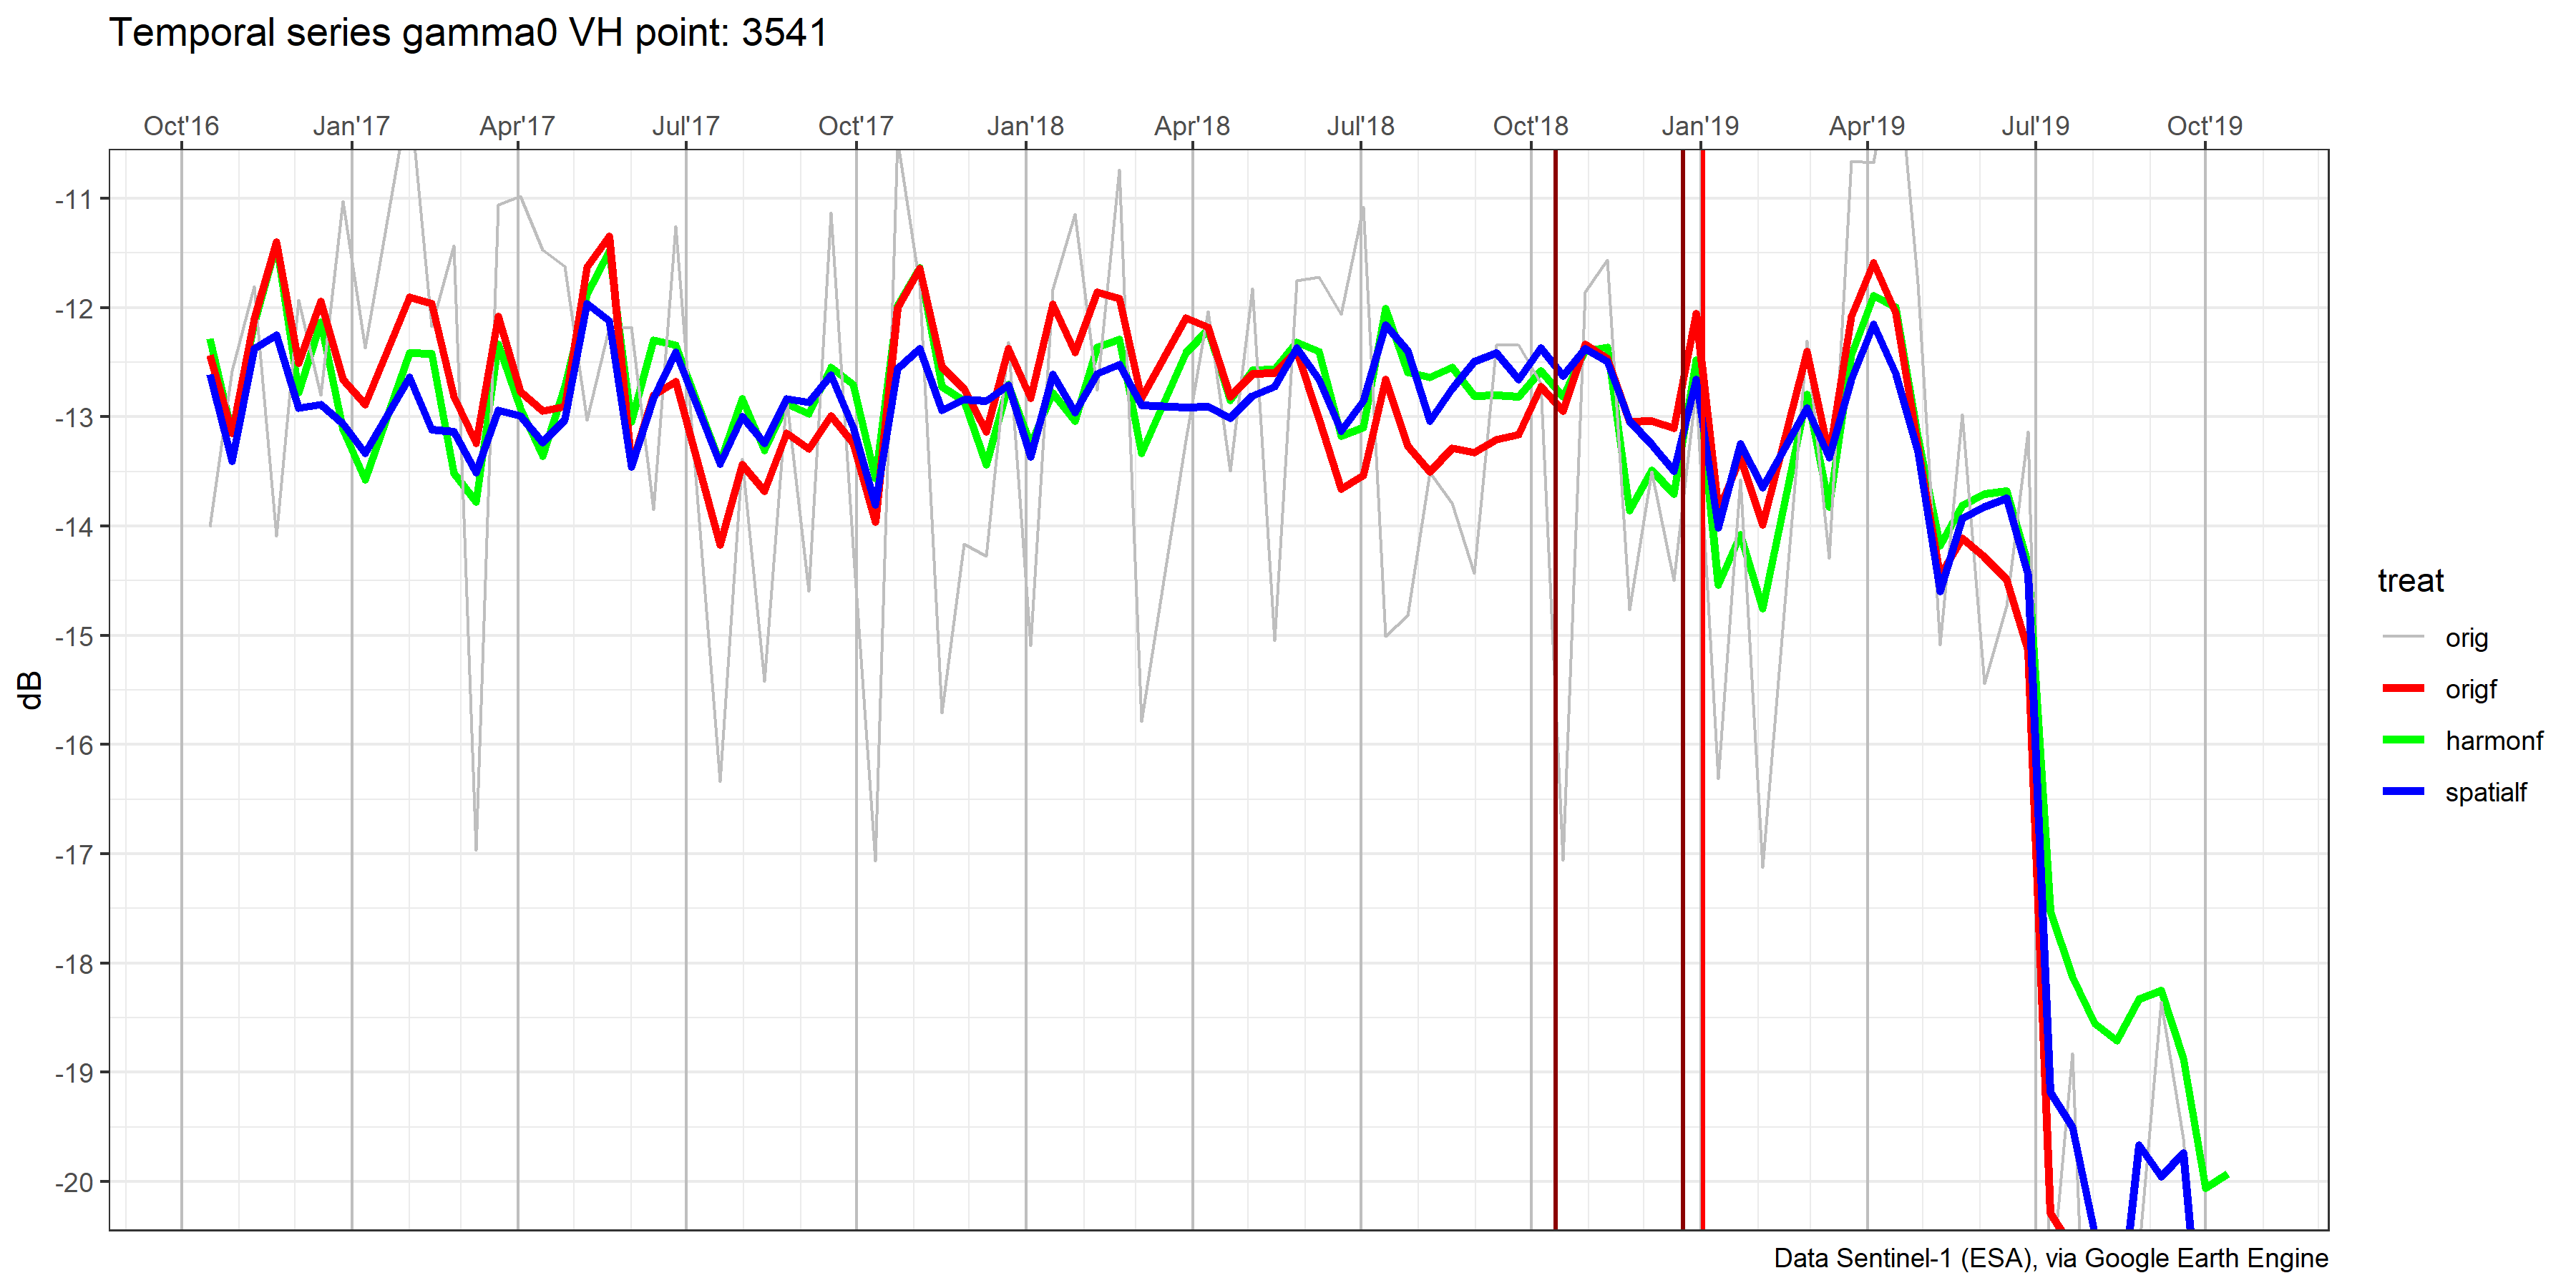 Temporal series gamma0 VH point: 3541
Oct'16 Jan'17 Apr'17 Jul'17 Oct'17 Jan'18 Apr'18 Jul'18 Oct'18 Jan'19 Apr'19 Jul'19 Oct'19
-11
-12
-13
-14
-15
-16
-17
-18
-19
-20
dB
treat
orig
origf
harmonf
spatialf
Data Sentinel-1 (ESA), via Google Earth Engine